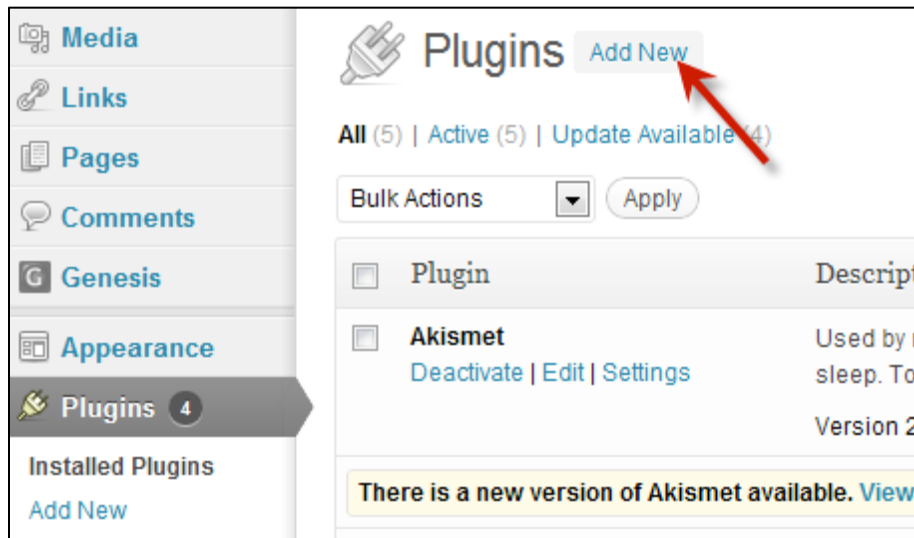 Media
Links
Pages
Comments
G Genesis
Appearance
Plugins 4
Installed Plugins
Add New
Plugins Add New
All (5) | Active (5) | Update Available (4)
Bulk Actions Apply
Plugin Descript
Akismet Used by
Deactivate | Edit | Settings sleep. To
Version 2
There is a new version of Akismet available. View